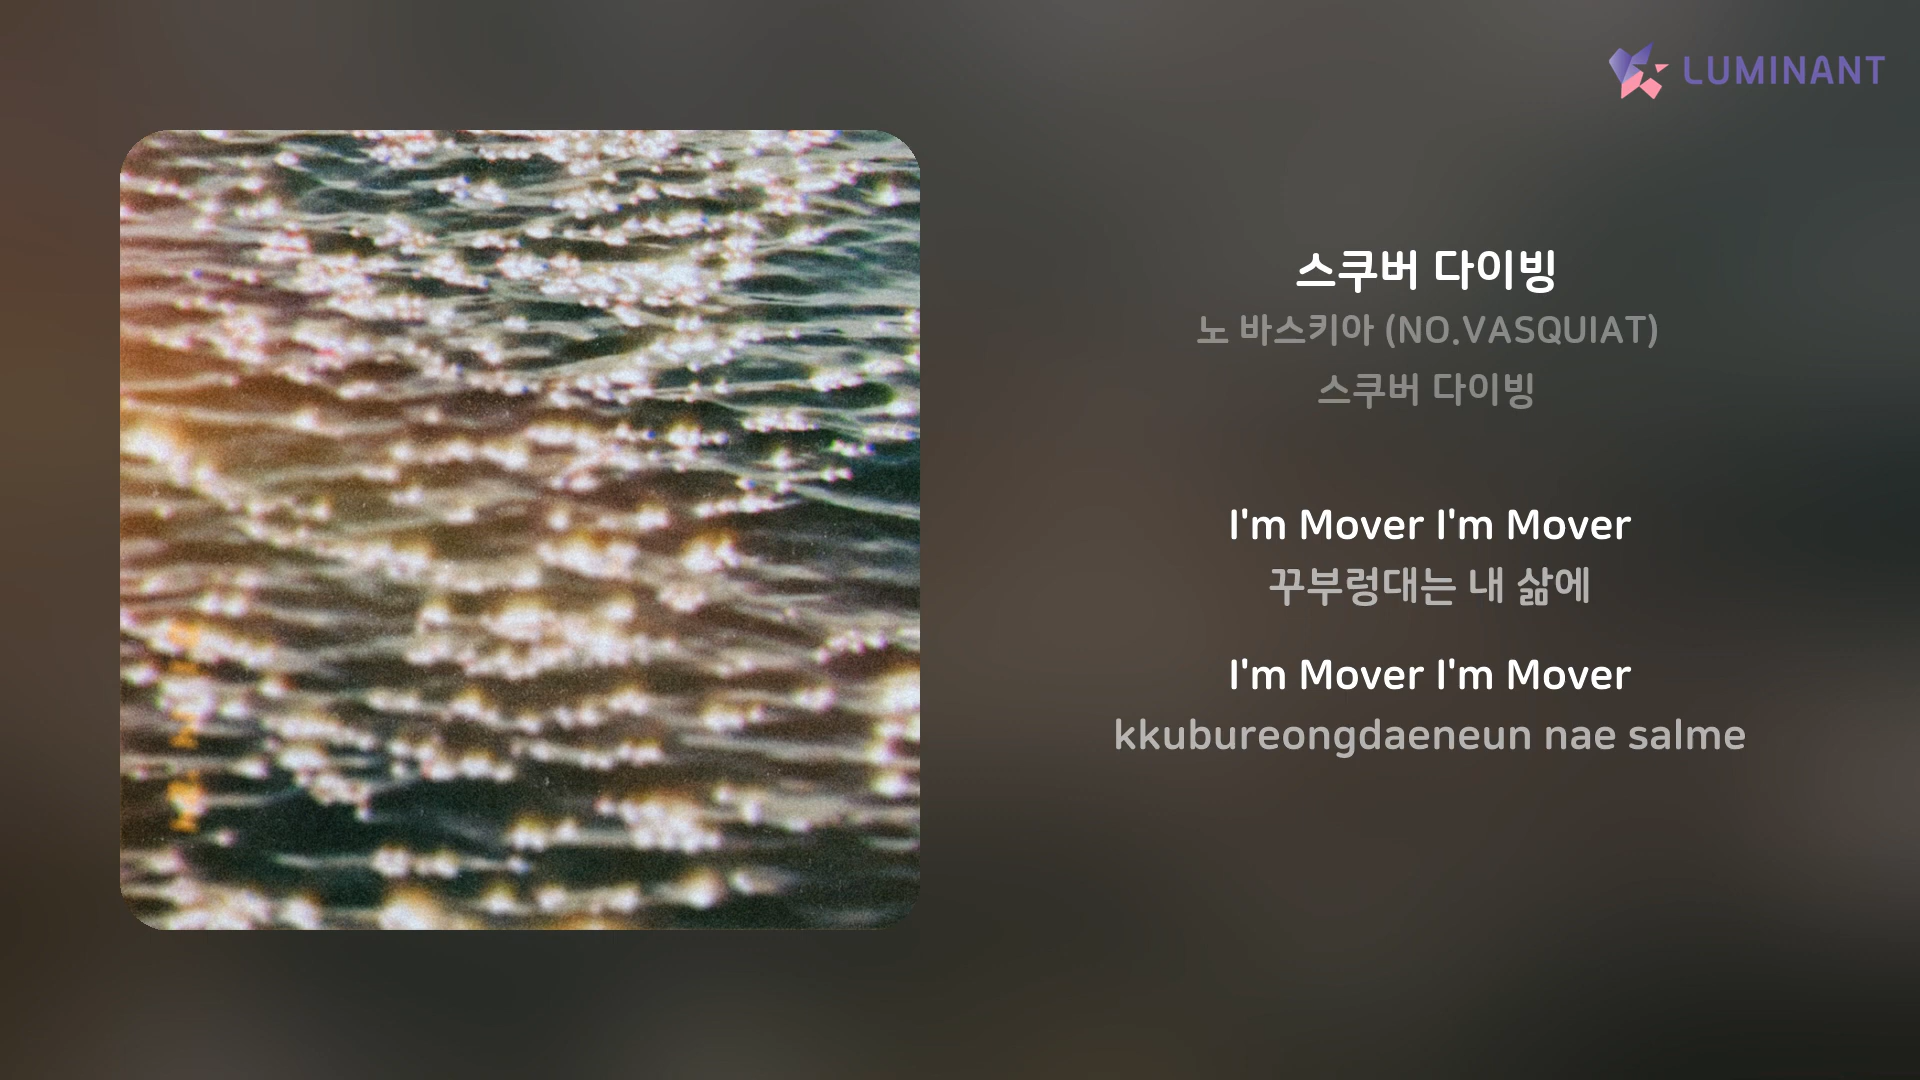 LUMINANT
스쿠버 다이빙
노 바스키아 (NO.VASQUIAT)
스쿠버 다이빙
I'm Mover I'm Mover
꾸부렁대는 내 삶에
I'm Mover I'm Mover
kkubureongdaeneun nae salme